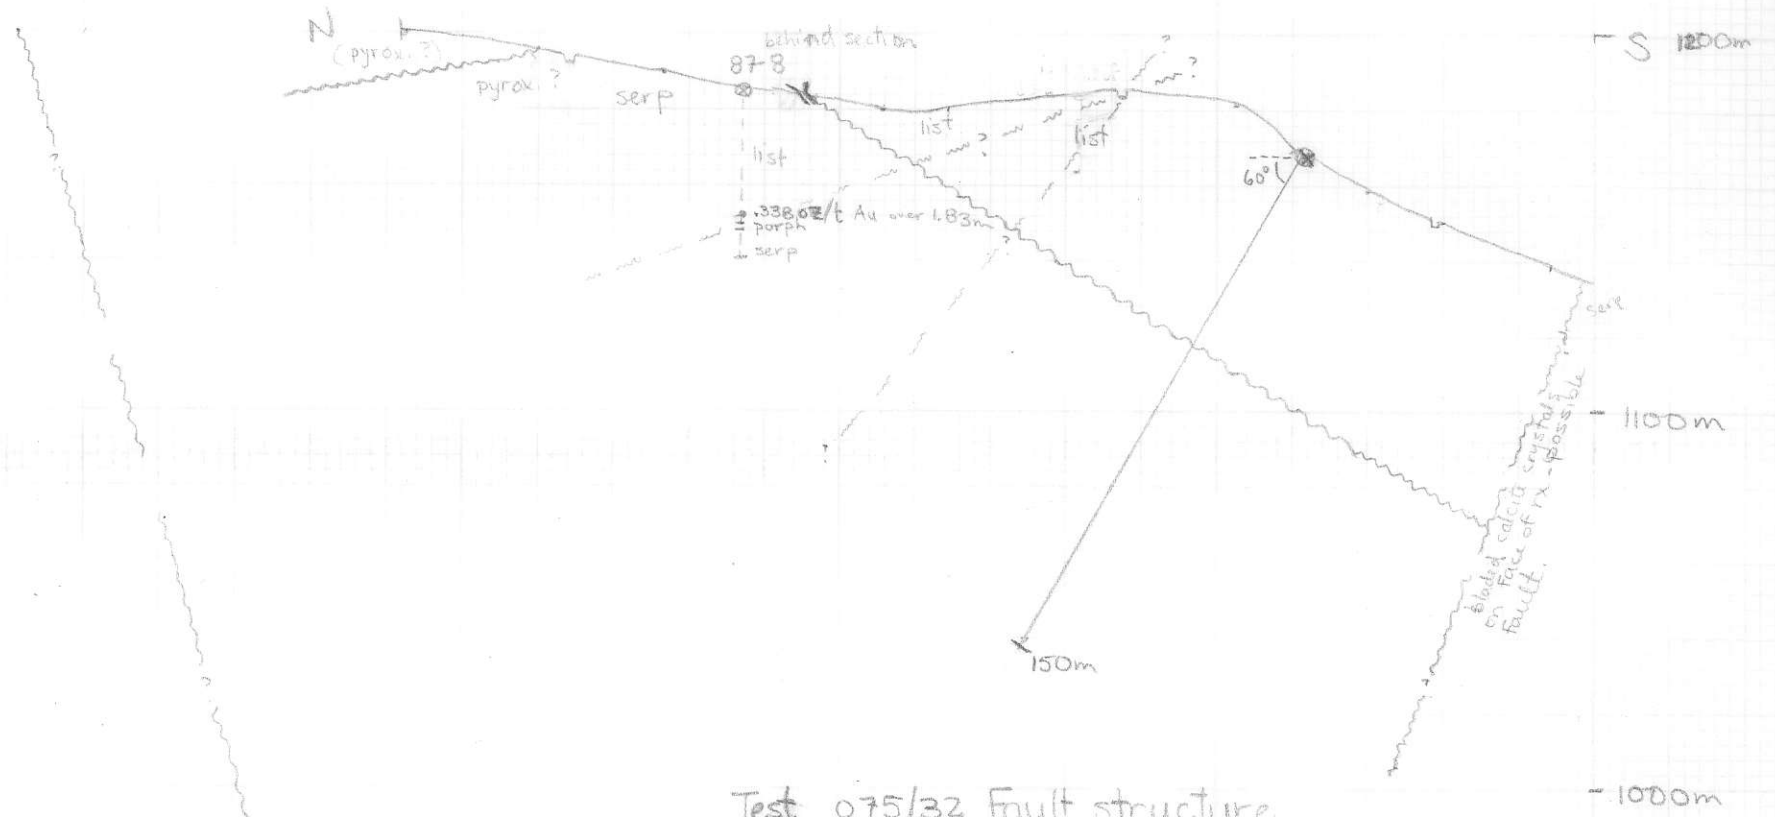 N
S 1200m
(pyrox.?)
behind section
87-8
pyrox.?
serp
?
?
list
list
list
?
60°
.338 oz/t Au over 1.83m
porph
serp
?
?
serp
1100m
?
bladed calcite crystals
on face of rx - possible
fault.
150m
?
?
1000m
Test 075/32 Fault structure